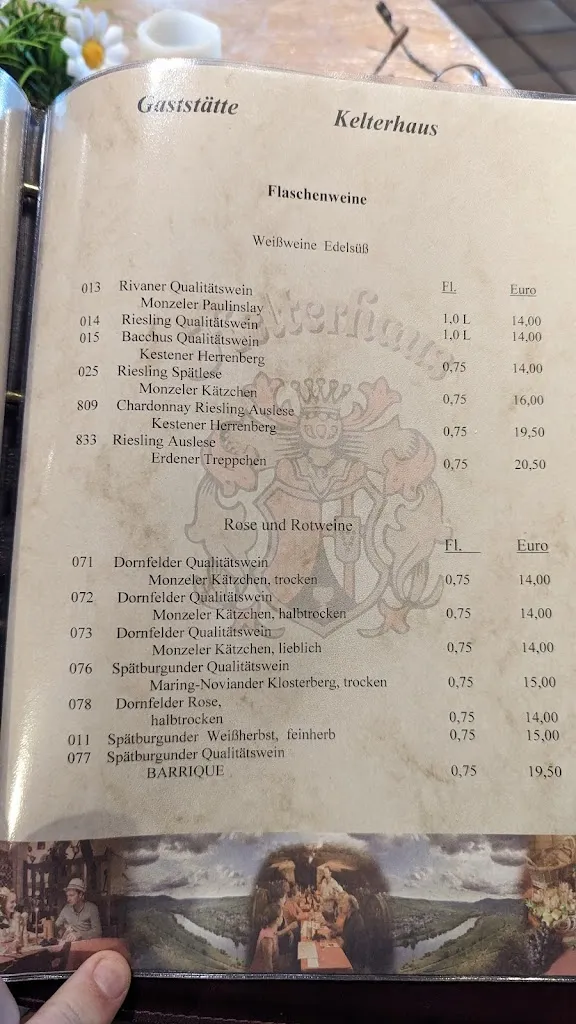 Gaststätte Kelterhaus
Flaschenweine
Weißweine Edelsüß
Fl. Euro
013 Rivaner Qualitätswein
Monzeler Paulinslay 1,0 L 14,00
014 Riesling Qualitätswein 1,0 L 14,00
015 Bacchus Qualitätswein
Kestener Herrenberg 0,75 14,00
025 Riesling Spätlese
Monzeler Kätzchen 0,75 16,00
809 Chardonnay Riesling Auslese
Kestener Herrenberg 0,75 19,50
833 Riesling Auslese
Erdener Treppchen 0,75 20,50
Kelterhaus
Rose und Rotweine
Fl. Euro
071 Dornfelder Qualitätswein
Monzeler Kätzchen, trocken 0,75 14,00
072 Dornfelder Qualitätswein
Monzeler Kätzchen, halbtrocken 0,75 14,00
073 Dornfelder Qualitätswein
Monzeler Kätzchen, lieblich 0,75 14,00
076 Spätburgunder Qualitätswein
Maring-Noviander Klosterberg, trocken 0,75 15,00
078 Dornfelder Rose,
halbtrocken 0,75 14,00
011 Spätburgunder Weißherbst, feinherb 0,75 15,00
077 Spätburgunder Qualitätswein
BARRIQUE 0,75 19,50